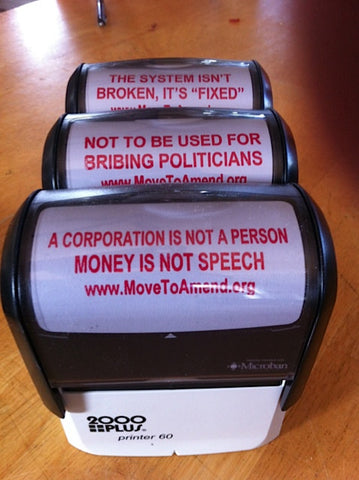 THE SYSTEM ISN'T
BROKEN, IT'S "FIXED"
NOT TO BE USED FOR
BRIBING POLITICIANS
www.MoveToAmend.org
A CORPORATION IS NOT A PERSON
MONEY IS NOT SPEECH
www.MoveToAmend.org
Microban
2000
PLUS
printer 60